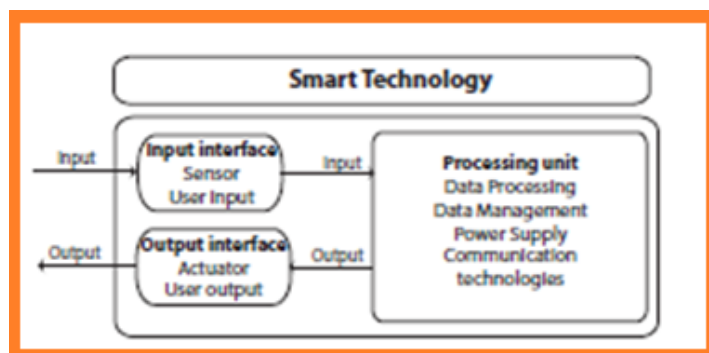 Smart Technology
Input
Input interface
Sensor
User Input
Input
Processing unit
Data Processing
Data Management
Power Supply
Communication
technologies
Output
Output interface
Actuator
User output
Output